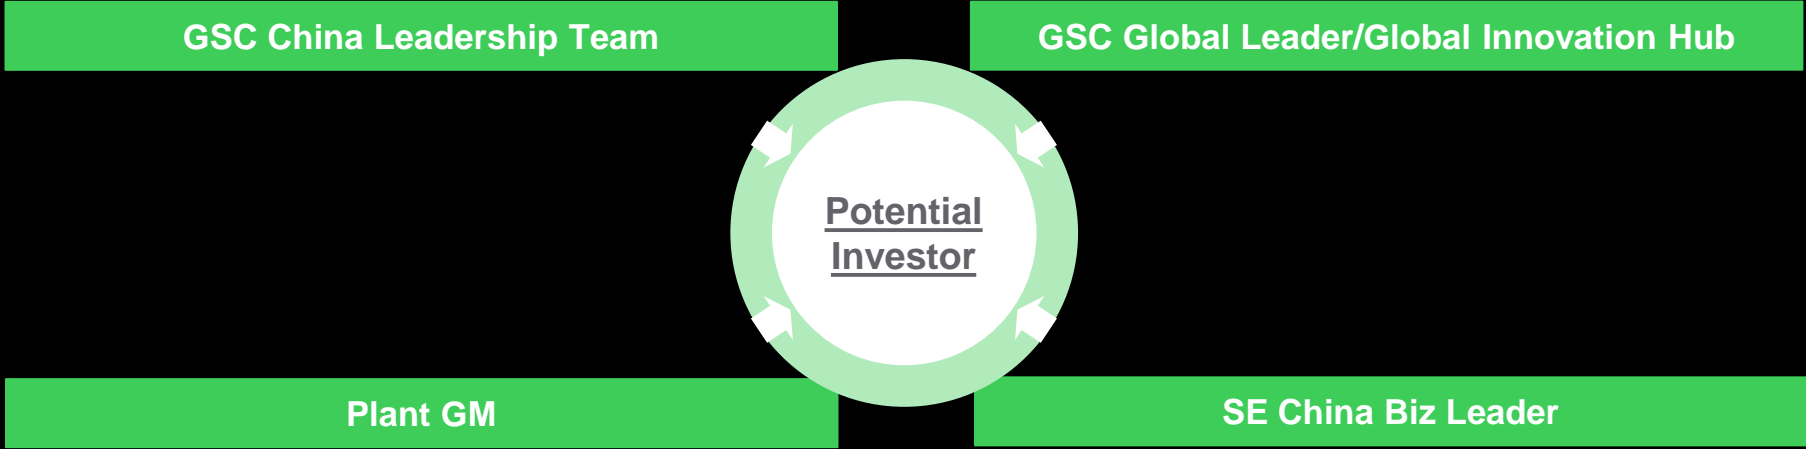 GSC China Leadership Team
GSC Global Leader/Global Innovation Hub
Potential
Investor
Plant GM
SE China Biz Leader